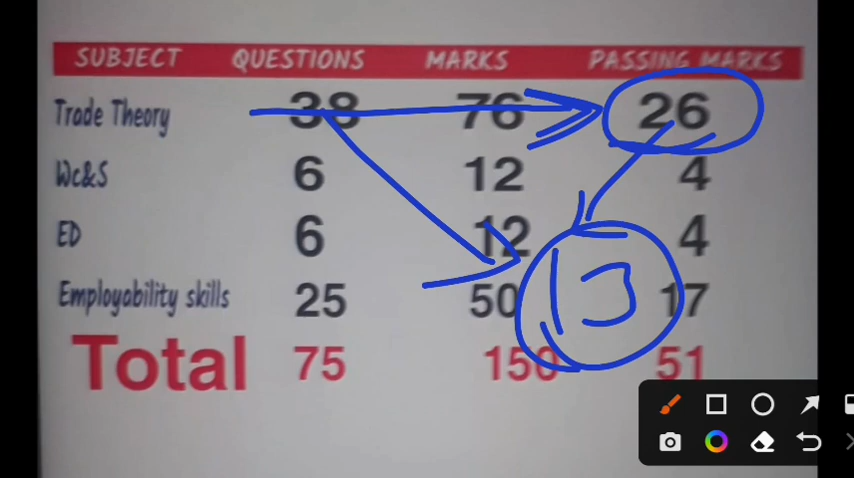 SUBJECT QUESTIONS MARKS PASSING MARKS
Trade Theory 38 76 26
Wc&S 6 12 4
ED 6 12 4
Employability skills 25 50 17
Total 75 150 51
13